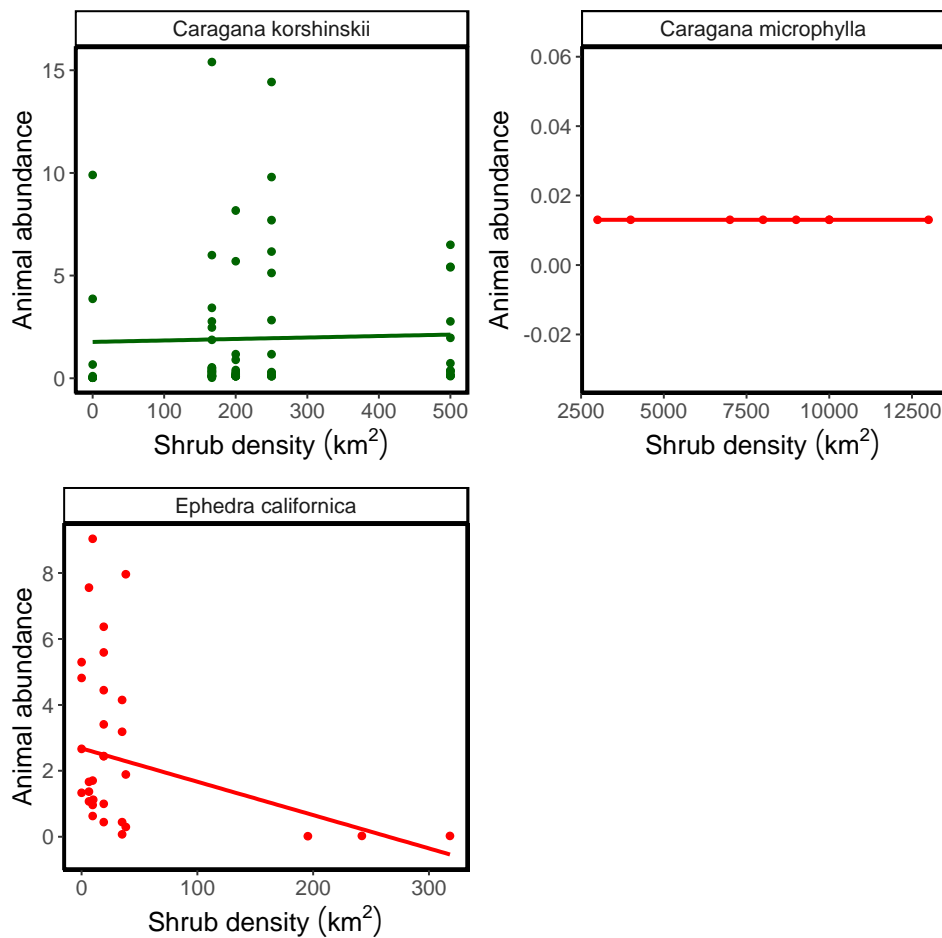 Caragana korshinskii
Animal abundance
15
10
5
0
0 100 200 300 400 500
Shrub density (km²)
Caragana microphylla
Animal abundance
0.06
0.04
0.02
0.00
-0.02
2500 5000 7500 10000 12500
Shrub density (km²)
Ephedra californica
Animal abundance
8
6
4
2
0
0 100 200 300
Shrub density (km²)